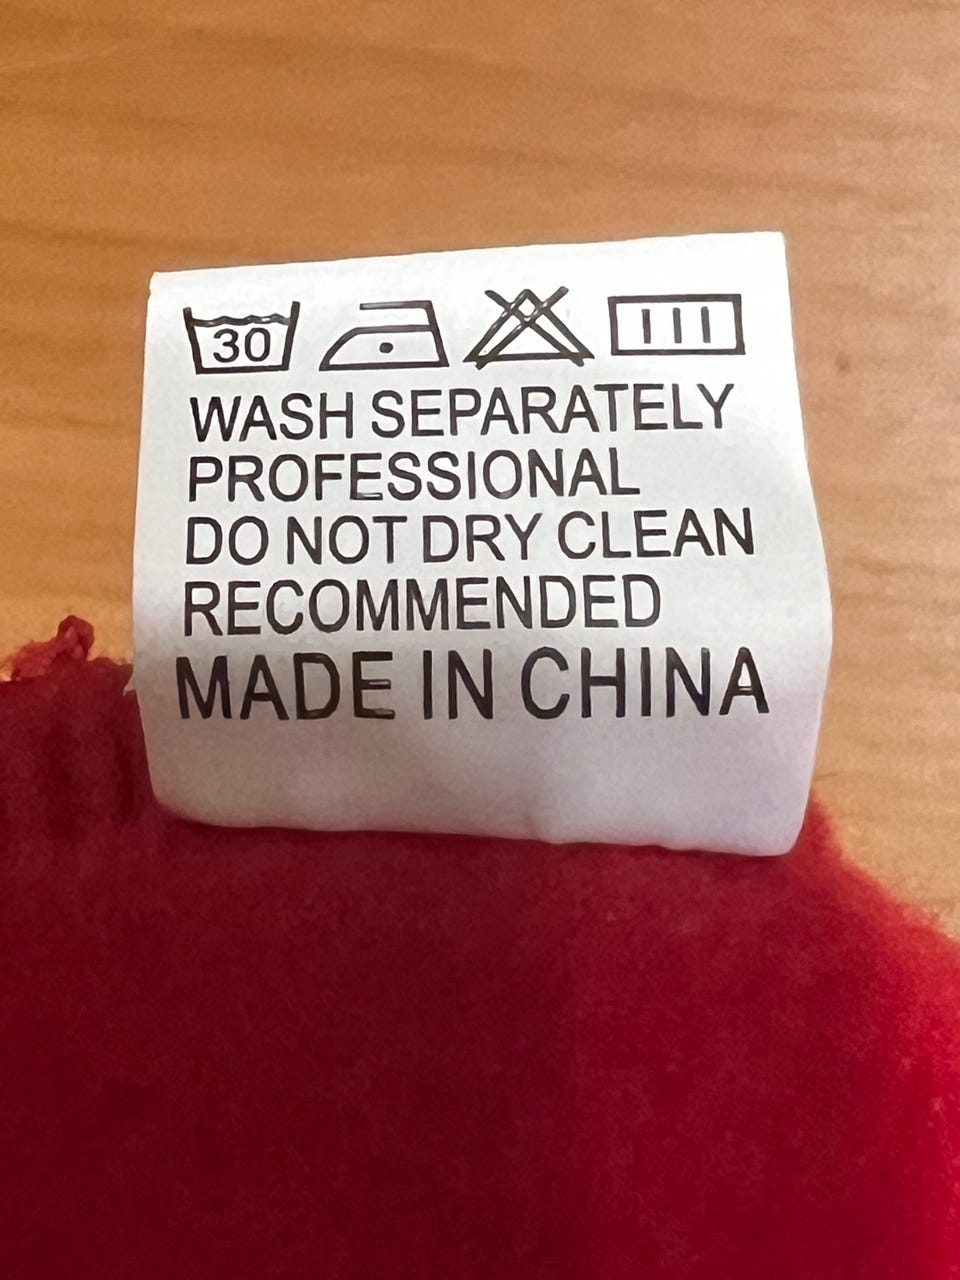 30
WASH SEPARATELY
PROFESSIONAL
DO NOT DRY CLEAN
RECOMMENDED
MADE IN CHINA